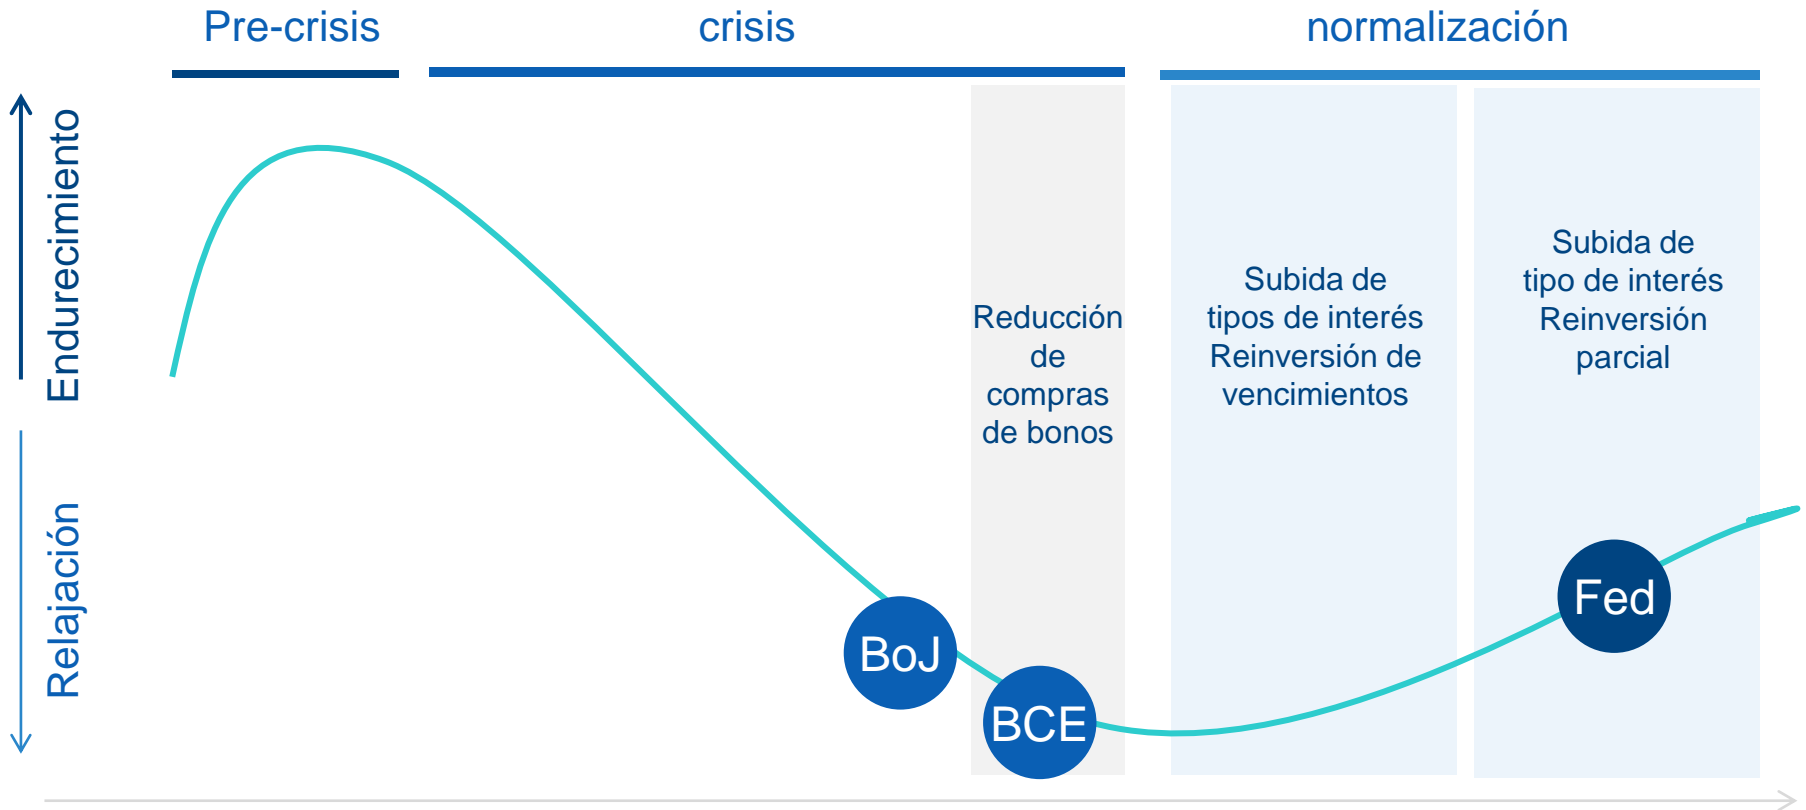 Pre-crisis
crisis
normalización
Endurecimiento
Relajación
Reducción
de
compras
de bonos
Subida de
tipos de interés
Reinversión de
vencimientos
Subida de
tipo de interés
Reinversión
parcial
BoJ
BCE
Fed